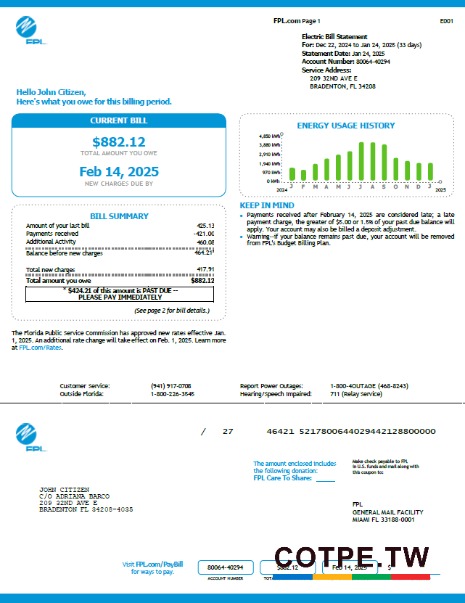 FPL
FPL.com Page 1
E001
Electric Bill Statement
For: Dec 22, 2024 to Jan 24, 2025 (33 days)
Statement Date: Jan 24, 2025
Account Number: 80064-40294
Service Address:
209 32ND AVE E
BRADENTON, FL 34208
Hello John Citizen,
Here's what you owe for this billing period.
CURRENT BILL
$882.12
TOTAL AMOUNT YOU OWE
Feb 14, 2025
NEW CHARGES DUE BY
BILL SUMMARY
Amount of your last bill 425.13
Payments received -421.00
Additional Activity 460.08
Balance before new charges 464.21
Total new charges 417.91
Total amount you owe $882.12
* $424.21 of this amount is PAST DUE --
PLEASE PAY IMMEDIATELY
(See page 2 for bill details.)
ENERGY USAGE HISTORY
4,850 kWh
3,880 kWh
2,910 kWh
1,940 kWh
970 kWh
0 kWh
J F M A M J J A S O N D J
2024 2025
KEEP IN MIND
• Payments received after February 14, 2025 are considered late; a late
payment charge, the greater of $5.00 or 1.5% of your past due balance will
apply. Your account may also be billed a deposit adjustment.
• Warning--If your balance remains past due, your account will be removed
from FPL's Budget Billing Plan.
The Florida Public Service Commission has approved new rates effective Jan.
1, 2025. An additional rate change will take effect on Feb. 1, 2025. Learn more
at FPL.com/Rates.
Customer Service: (941) 917-0708
Outside Florida: 1-800-226-3545
Report Power Outages: 1-800-4OUTAGE (468-8243)
Hearing/Speech Impaired: 711 (Relay Service)
FPL
/ 27 46421 5217800644029442128800000
The amount enclosed includes
the following donation:
FPL Care To Share: ______
Make check payable to FPL
in U.S. funds and mail along with
this coupon to:
JOHN CITIZEN
C/O ADRIANA BARCO
209 32ND AVE E
BRADENTON FL 34208-4035
FPL
GENERAL MAIL FACILITY
MIAMI FL 33188-0001
Visit FPL.com/PayBill
for ways to pay.
80064-40294
ACCOUNT NUMBER
$882.12
Feb 14, 2025
$
COTPE.TW